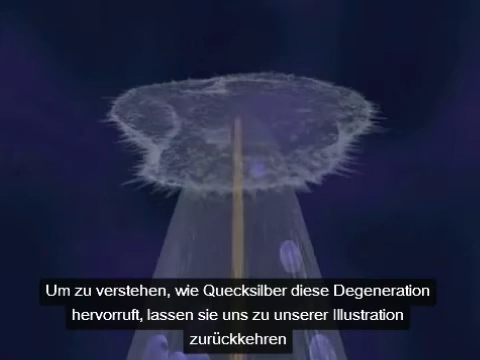 Um zu verstehen, wie Quecksilber diese Degeneration
hervorruft, lassen sie uns zu unserer Illustration
zurückkehren